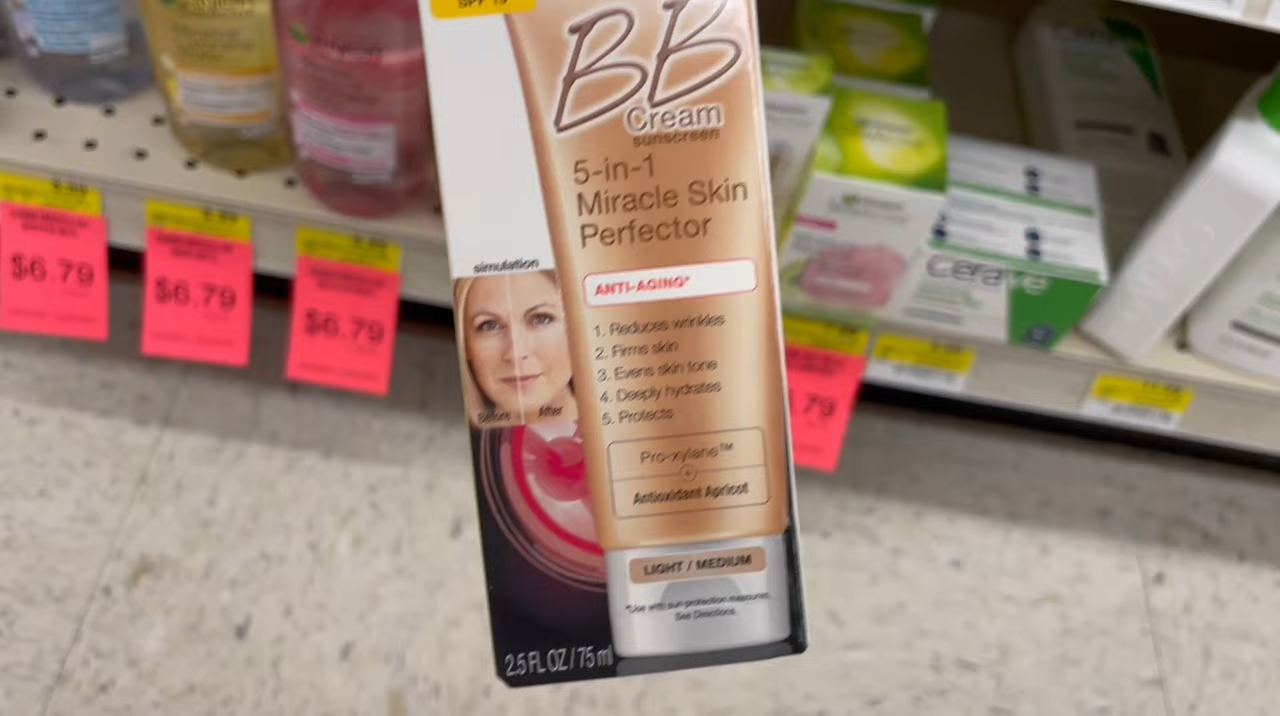 SPF 15
BB
Cream
sunscreen
5-in-1
Miracle Skin
Perfector
simulation
ANTI-AGING*
1. Reduces wrinkles
2. Firms skin
3. Evens skin tone
4. Deeply hydrates
5. Protects
Before After
Pro-xylane™
+
Antioxidant Apricot
LIGHT / MEDIUM
*Use with sun protection measures.
See Directions.
2.5 FL OZ / 75 ml
$6.79
$6.79
$6.79
79
CeraVe